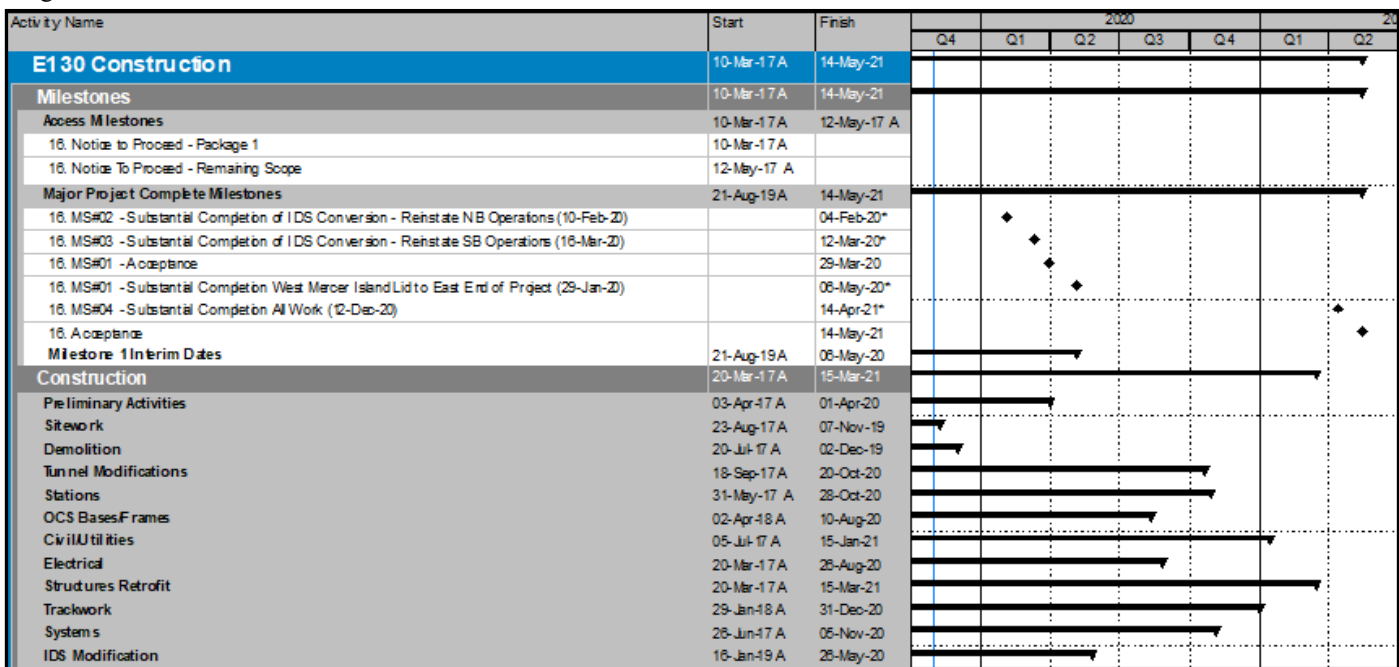 Activity Name Start Finish 2020 20
Q4 Q1 Q2 Q3 Q4 Q1 Q2
E130 Construction 10-Mar-17 A 14-May-21
Milestones 10-Mar-17 A 14-May-21
Access Milestones 10-Mar-17 A 12-May-17 A
16. Notice to Proceed - Package 1 10-Mar-17 A
16. Notice To Proceed - Remaining Scope 12-May-17 A
Major Project Complete Milestones 21-Aug-19 A 14-May-21
16. MS#02 - Substantial Completion of IDS Conversion - Reinstate NB Operations (10-Feb-20) 04-Feb-20*
16. MS#03 - Substantial Completion of IDS Conversion - Reinstate SB Operations (16-Mar-20) 12-Mar-20*
16. MS#01 - Acceptance 29-Mar-20
16. MS#01 - Substantial Completion West Mercer Island Lid to East End of Project (29-Jan-20) 06-May-20*
16. MS#04 - Substantial Completion All Work (12-Dec-20) 14-Apr-21*
16. Acceptance 14-May-21
Milestone 1 Interim Dates 21-Aug-19 A 06-May-20
Construction 20-Mar-17 A 15-Mar-21
Preliminary Activities 03-Apr-17 A 01-Apr-20
Sitework 23-Aug-17 A 07-Nov-19
Demolition 20-Jul-17 A 02-Dec-19
Tunnel Modifications 18-Sep-17 A 20-Oct-20
Stations 31-May-17 A 28-Oct-20
OCS Bases/Frames 02-Apr-18 A 10-Aug-20
Civil/Utilities 05-Jul-17 A 15-Jan-21
Electrical 20-Mar-17 A 26-Aug-20
Structures Retrofit 20-Mar-17 A 15-Mar-21
Trackwork 29-Jan-18 A 31-Dec-20
Systems 26-Jun-17 A 05-Nov-20
IDS Modification 16-Jan-19 A 26-May-20